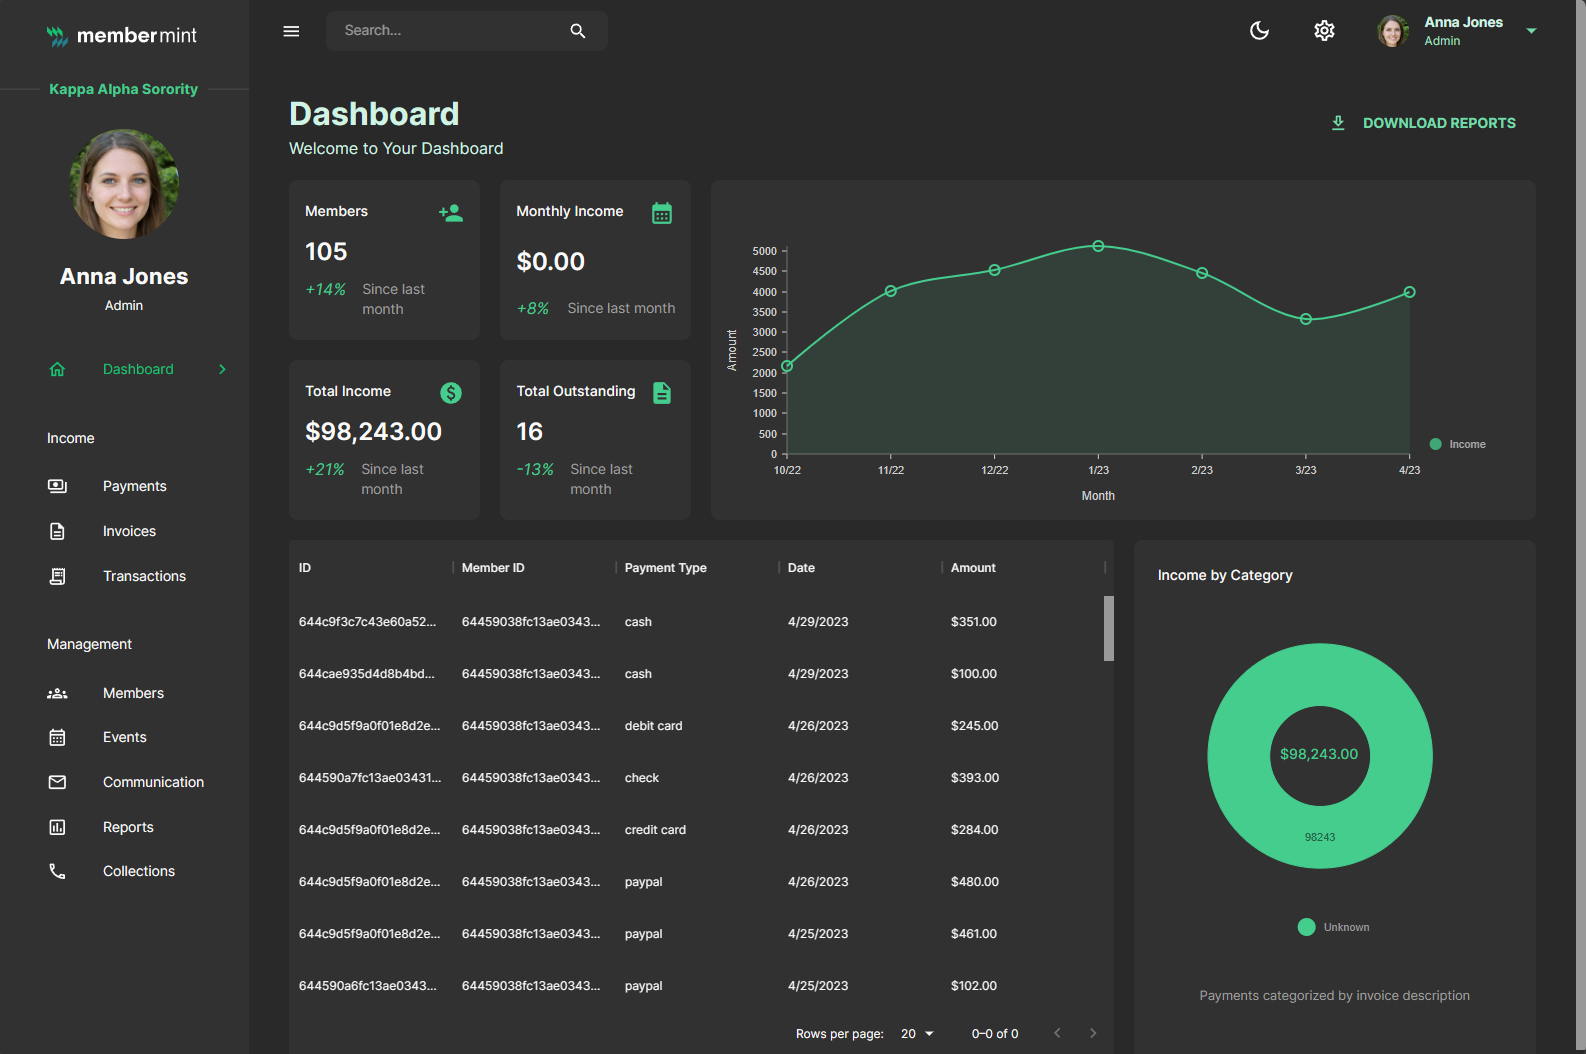 membermint
Search...
Anna Jones
Admin
Kappa Alpha Sorority
Anna Jones
Admin
Dashboard
Income
Payments
Invoices
Transactions
Management
Members
Events
Communication
Reports
Collections
Dashboard
Welcome to Your Dashboard
DOWNLOAD REPORTS
Members
105
+14% Since last
month
Monthly Income
$0.00
+8% Since last month
Total Income
$98,243.00
+21% Since last
month
Total Outstanding
16
-13% Since last
month
Amount
5000
4500
4000
3500
3000
2500
2000
1500
1000
500
0
10/22 11/22 12/22 1/23 2/23 3/23 4/23
Month
Income
ID Member ID Payment Type Date Amount
644c9f3c7c43e60a52... 64459038fc13ae0343... cash 4/29/2023 $351.00
644cae935d4d8b4bd... 64459038fc13ae0343... cash 4/29/2023 $100.00
644c9d5f9a0f01e8d2e... 64459038fc13ae0343... debit card 4/26/2023 $245.00
644590a7fc13ae03431... 64459038fc13ae0343... check 4/26/2023 $393.00
644c9d5f9a0f01e8d2e... 64459038fc13ae0343... credit card 4/26/2023 $284.00
644c9d5f9a0f01e8d2e... 64459038fc13ae0343... paypal 4/26/2023 $480.00
644c9d5f9a0f01e8d2e... 64459038fc13ae0343... paypal 4/25/2023 $461.00
644590a6fc13ae0343... 64459038fc13ae0343... paypal 4/25/2023 $102.00
Rows per page: 20 0–0 of 0
Income by Category
$98,243.00
98243
Unknown
Payments categorized by invoice description